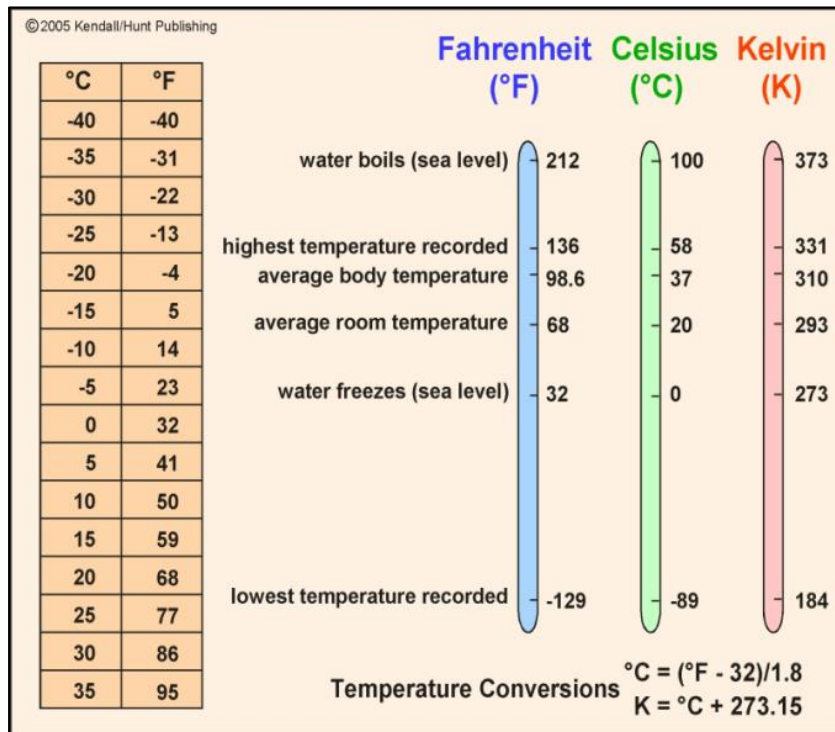 ©2005 Kendall/Hunt Publishing
°C °F
-40 -40
-35 -31
-30 -22
-25 -13
-20 -4
-15 5
-10 14
-5 23
0 32
5 41
10 50
15 59
20 68
25 77
30 86
35 95
Fahrenheit Celsius Kelvin
(°F) (°C) (K)
water boils (sea level) 212 100 373
highest temperature recorded 136 58 331
average body temperature 98.6 37 310
average room temperature 68 20 293
water freezes (sea level) 32 0 273
lowest temperature recorded -129 -89 184
Temperature Conversions °C = (°F - 32)/1.8
K = °C + 273.15